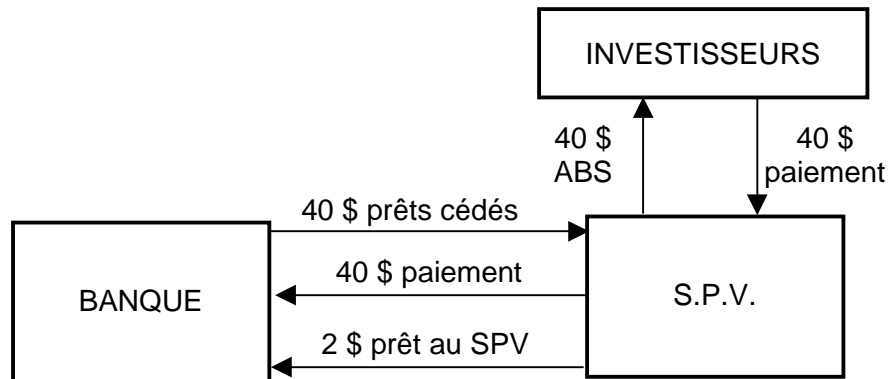 INVESTISSEURS
40 $
ABS
40 $
paiement
40 $ prêts cédés
BANQUE
40 $ paiement
S.P.V.
2 $ prêt au SPV